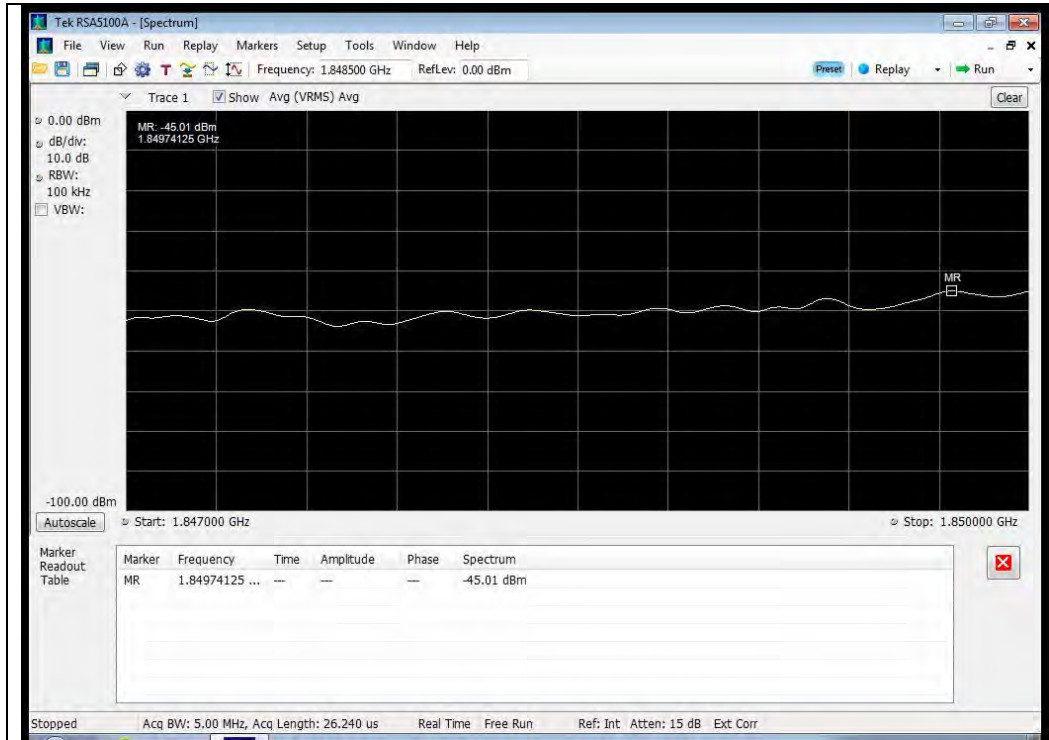 Tek RSA5100A - [Spectrum]
File View Run Replay Markers Setup Tools Window Help
Frequency: 1.848500 GHz RefLev: 0.00 dBm Preset Replay Run
Trace 1 Show Avg (VRMS) Avg Clear
0.00 dBm
dB/div:
10.0 dB
RBW:
100 kHz
VBW:
MR: -45.01 dBm
1.84974125 GHz
MR
-100.00 dBm
Autoscale Start: 1.847000 GHz Stop: 1.850000 GHz
Marker
Readout
Table
Marker Frequency Time Amplitude Phase Spectrum
MR 1.84974125 ... --- --- --- -45.01 dBm
Stopped Acq BW: 5.00 MHz, Acq Length: 26.240 us Real Time Free Run Ref: Int Atten: 15 dB Ext Corr